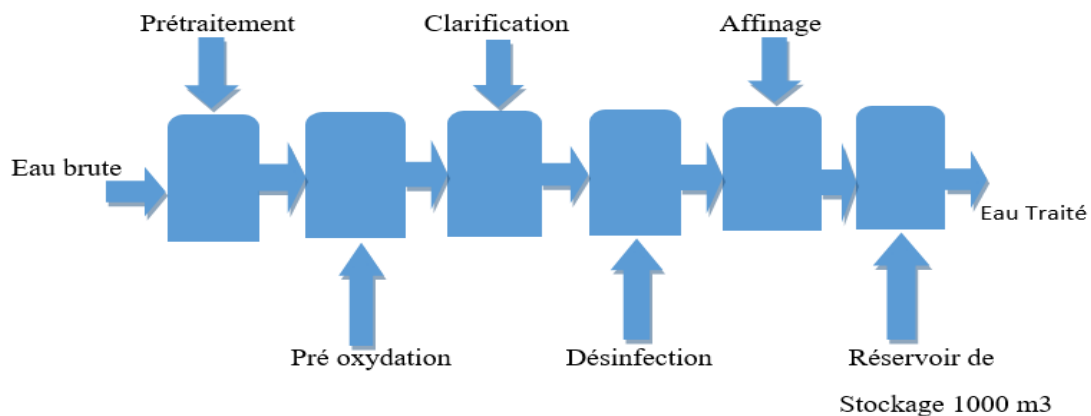 Prétraitement
Clarification
Affinage
Eau brute
Eau Traité
Pré oxydation
Désinfection
Réservoir de
Stockage 1000 m3